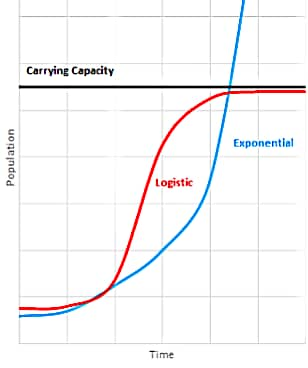 Carrying Capacity
Exponential
Logistic
Population
Time